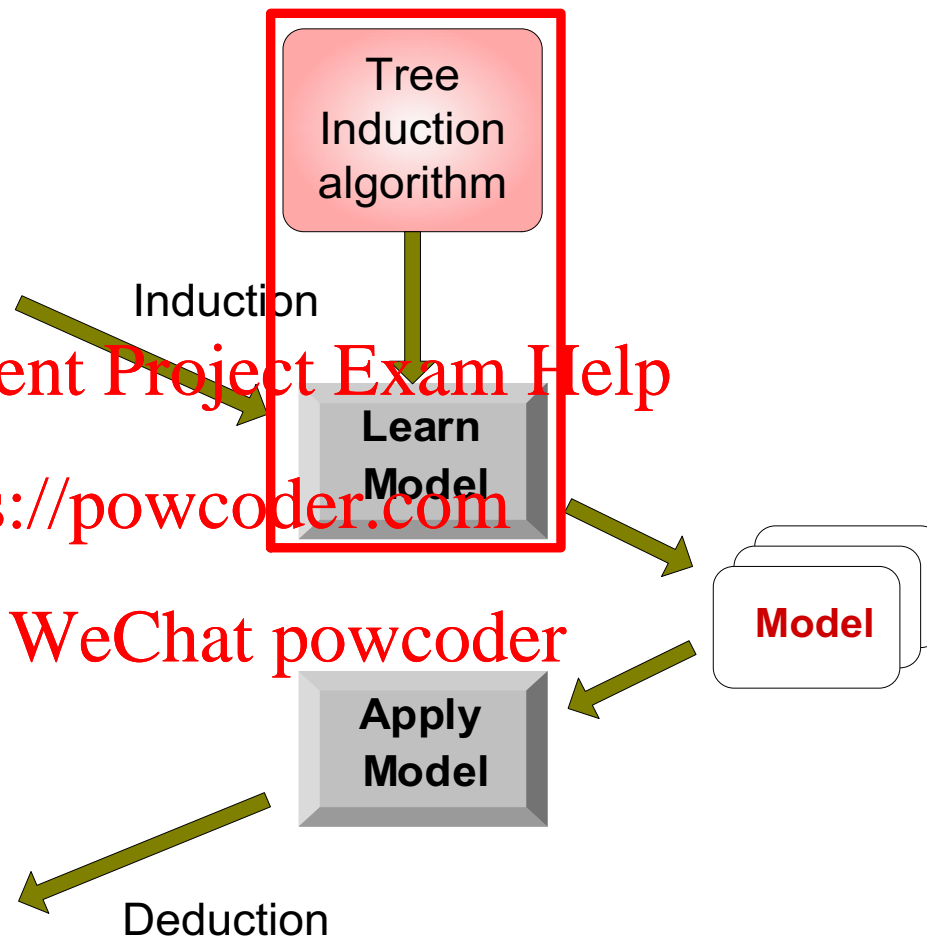 Tree
Induction
algorithm
Induction
ent Project Exam Help
Learn
Model
s://powcoder.com
WeChat powcoder
Model
Apply
Model
Deduction